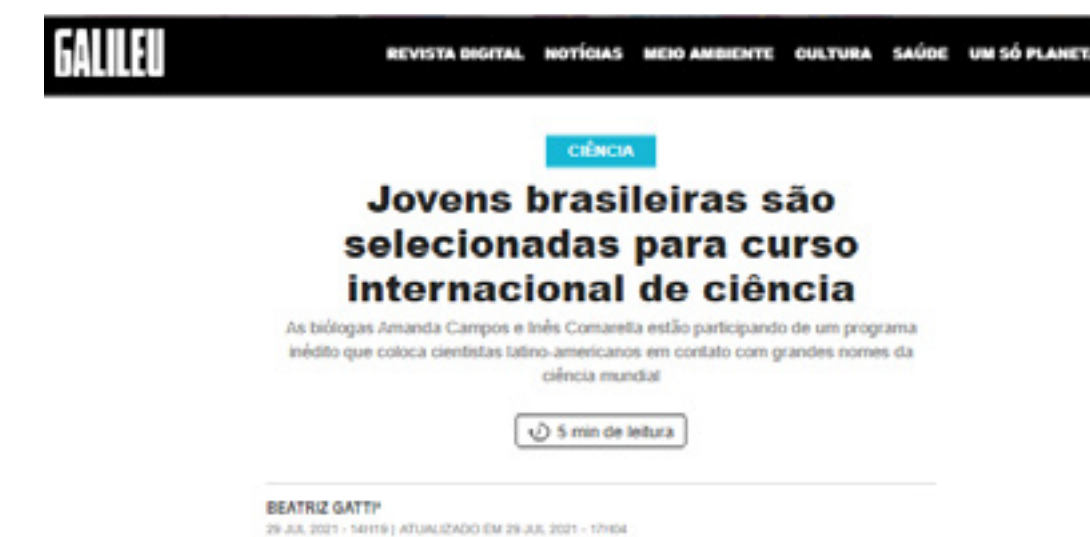 GALILEU REVISTA DIGITAL NOTÍCIAS MEIO AMBIENTE CULTURA SAÚDE UM SÓ PLANETA
CIÊNCIA
Jovens brasileiras são
selecionadas para curso
internacional de ciência
As biólogas Amanda Campos e Inês Comarella estão participando de um programa
inédito que coloca cientistas latino-americanos em contato com grandes nomes da
ciência mundial
5 min de leitura
BEATRIZ GATTI*
29 JUL 2021 - 14H19 | ATUALIZADO EM 29 JUL 2021 - 17H04